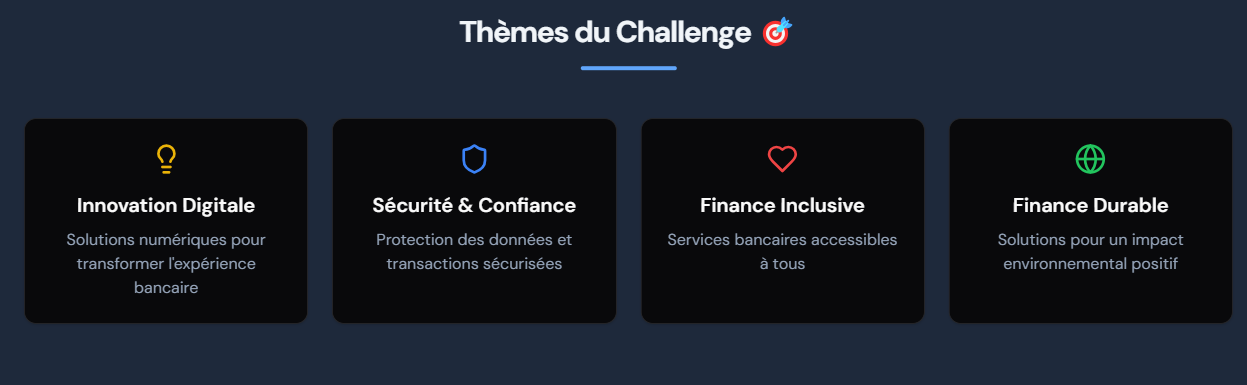 Thèmes du Challenge 🎯
Innovation Digitale
Solutions numériques pour
transformer l'expérience
bancaire
Sécurité & Confiance
Protection des données et
transactions sécurisées
Finance Inclusive
Services bancaires accessibles
à tous
Finance Durable
Solutions pour un impact
environnemental positif